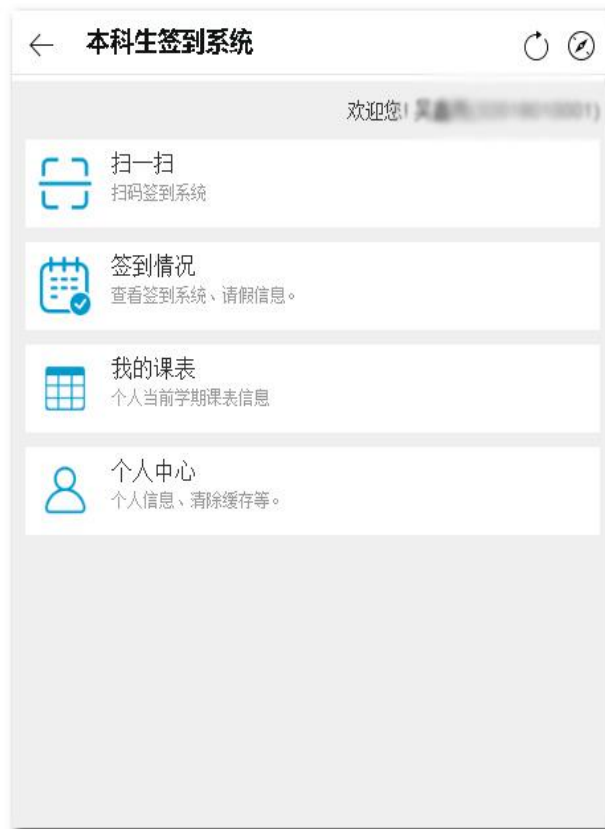 本科生签到系统
欢迎您!
扫一扫
扫码签到系统
签到情况
查看签到系统、请假信息。
我的课表
个人当前学期课表信息
个人中心
个人信息、清除缓存等。